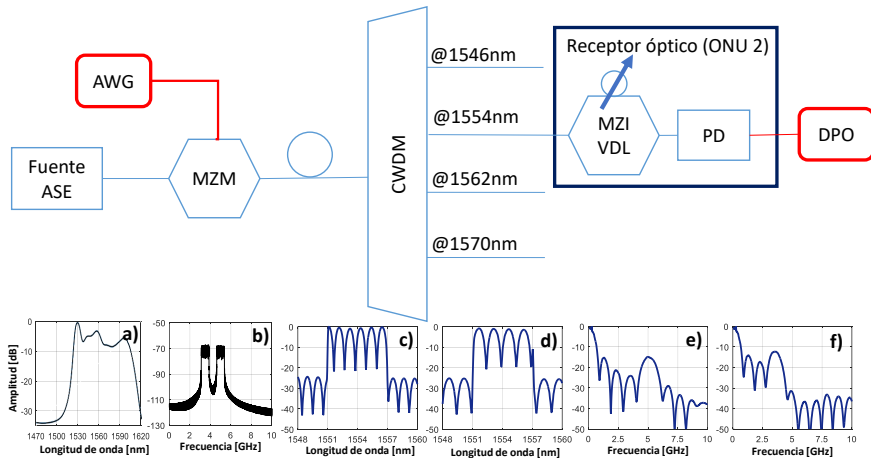 AWG
Fuente
ASE
MZM
CWDM
@1546nm
@1554nm
@1562nm
@1570nm
Receptor óptico (ONU 2)
MZI
VDL
PD
DPO
Amplitud [dB]
0
-10
-20
-30
1470 1500 1530 1560 1590 1620
Longitud de onda [nm]
a)
-50
-70
-90
-110
-130
0 2 4 6 8 10
Frecuencia [GHz]
b)
0
-10
-20
-30
-40
-50
1548 1551 1554 1557 1560
Longitud de onda [nm]
c)
0
-10
-20
-30
-40
-50
1548 1551 1554 1557 1560
Longitud de onda [nm]
d)
0
-10
-20
-30
-40
-50
0 2.5 5 7.5 10
Frecuencia [GHz]
e)
0
-10
-20
-30
-40
-50
0 2.5 5 7.5 10
Frecuencia [GHz]
f)